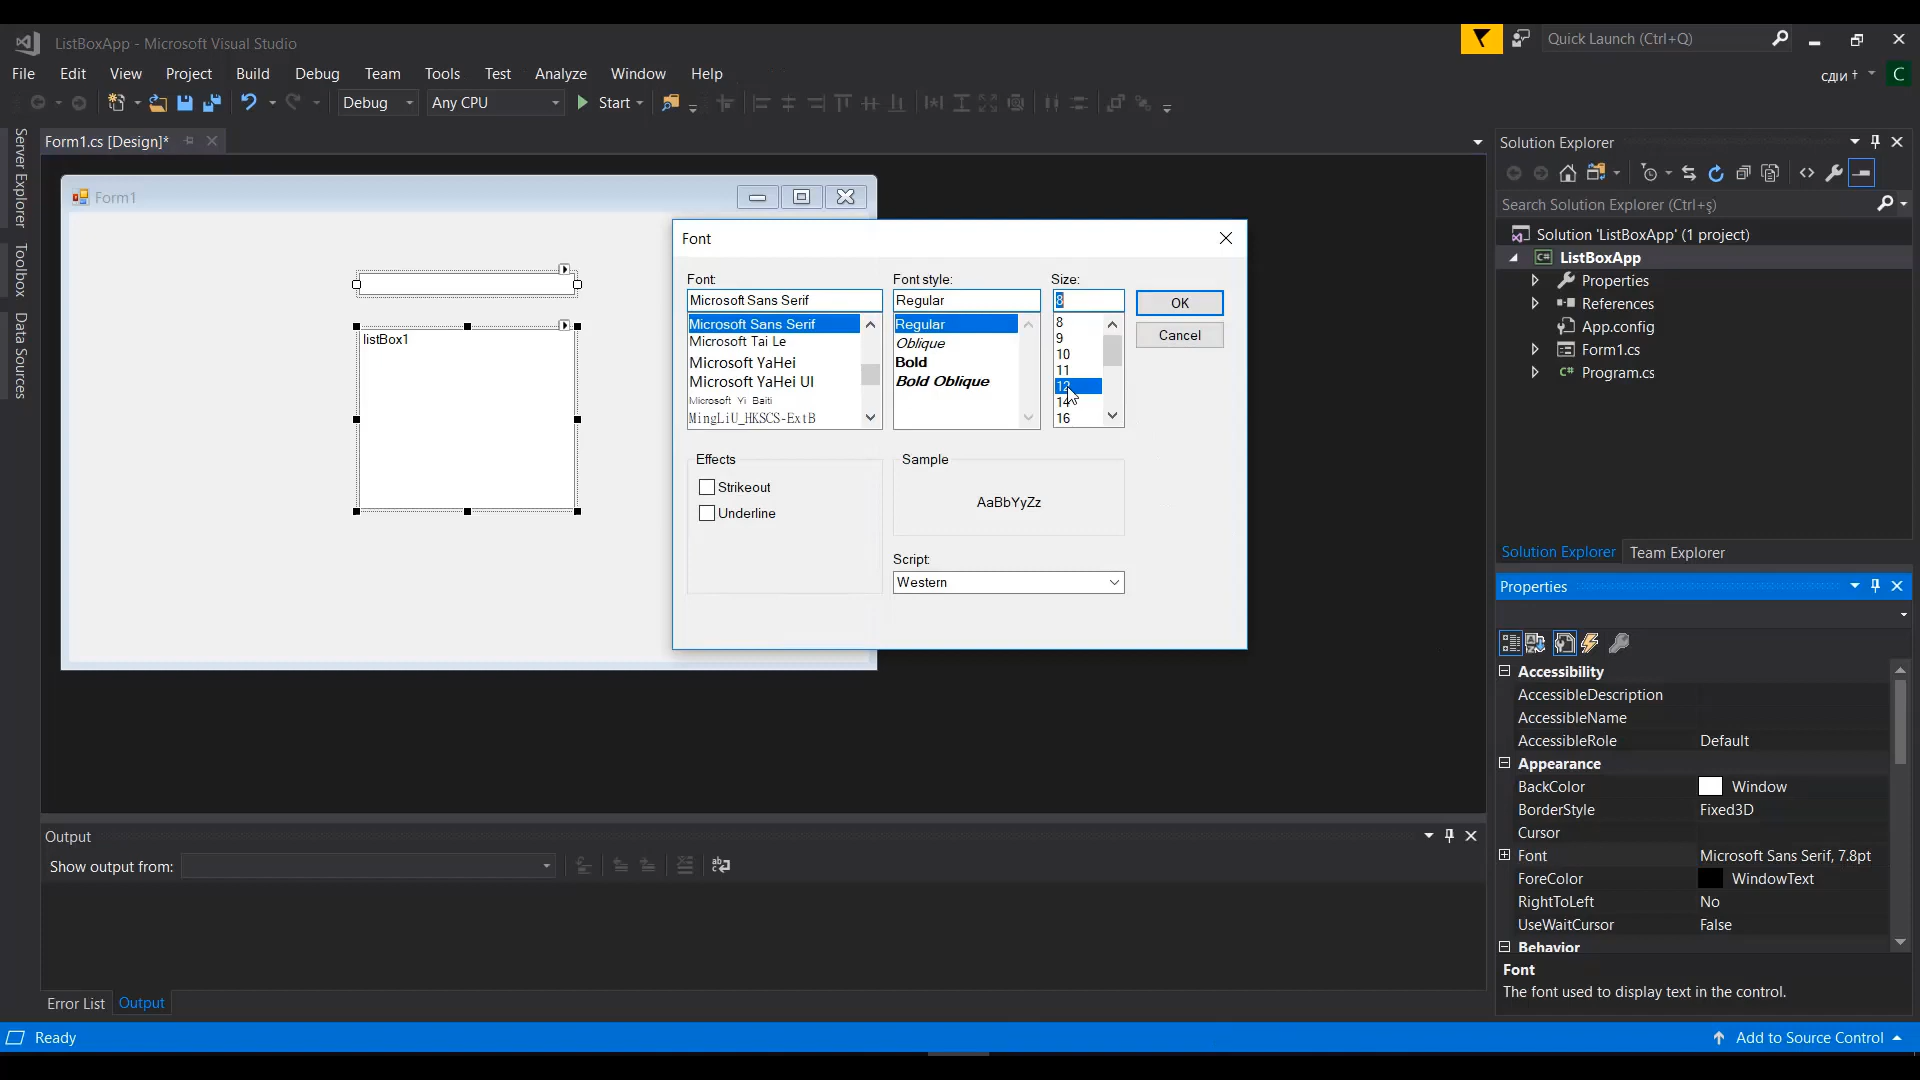 ListBoxApp - Microsoft Visual Studio
Quick Launch (Ctrl+Q)
File Edit View Project Build Debug Team Tools Test Analyze Window Help
C
Debug Any CPU Start
Server Explorer
Toolbox
Data Sources
Form1.cs [Design]*
Form1
listBox1
Font
Font: Font style: Size:
Microsoft Sans Serif Regular 8
OK
Cancel
Microsoft Sans Serif
Microsoft Tai Le
Microsoft YaHei
Microsoft YaHei UI
Microsoft Yi Baiti
MingLiU_HKSCS-ExtB
Regular
Oblique
Bold
Bold Oblique
8
9
10
11
12
14
16
Effects
Strikeout
Underline
Sample
AaBbYyZz
Script:
Western
Solution Explorer
Search Solution Explorer (Ctrl+ş)
Solution 'ListBoxApp' (1 project)
C# ListBoxApp
Properties
References
App.config
Form1.cs
C# Program.cs
Solution Explorer Team Explorer
Properties
Accessibility
AccessibleDescription
AccessibleName
AccessibleRole Default
Appearance
BackColor Window
BorderStyle Fixed3D
Cursor
Font Microsoft Sans Serif, 7.8pt
ForeColor WindowText
RightToLeft No
UseWaitCursor False
Behavior
Font
The font used to display text in the control.
Output
Show output from:
Error List Output
Ready
Add to Source Control